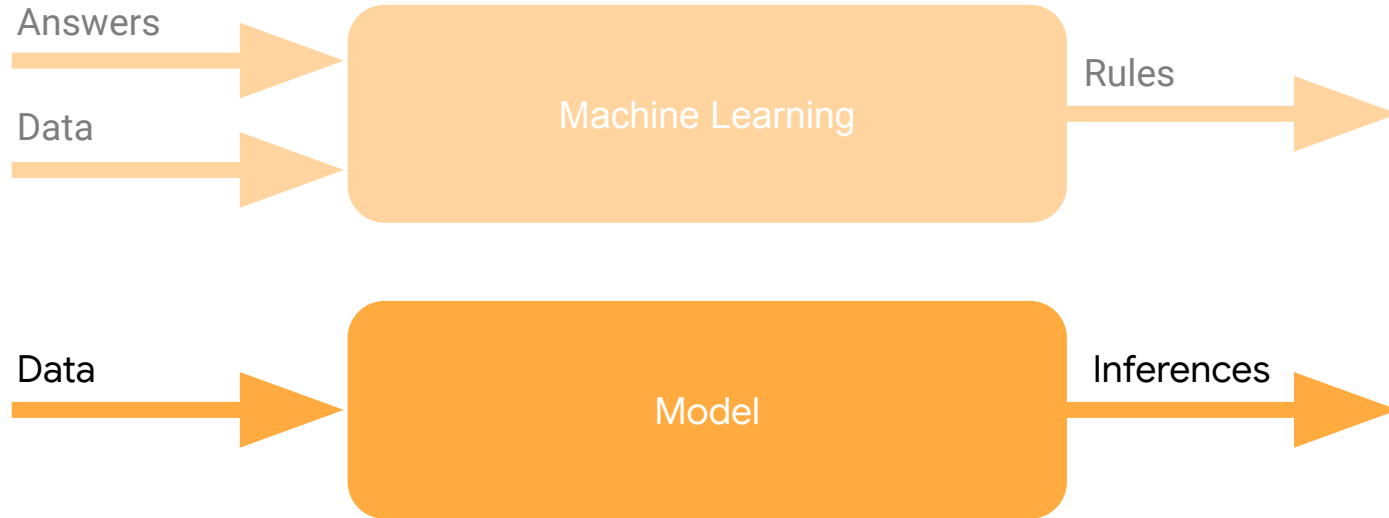 Answers
Data
Machine Learning
Rules
Data
Model
Inferences